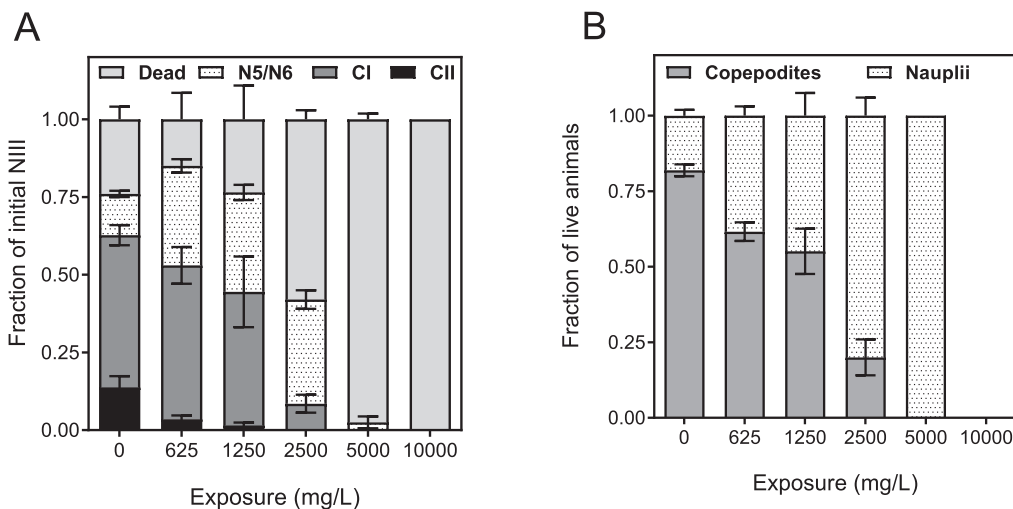 A
Dead N5/N6 CI CII
Fraction of initial NIII
1.00
0.75
0.50
0.25
0.00
0 625 1250 2500 5000 10000
Exposure (mg/L)
B
Copepodites Nauplii
Fraction of live animals
1.00
0.75
0.50
0.25
0.00
0 625 1250 2500 5000 10000
Exposure (mg/L)